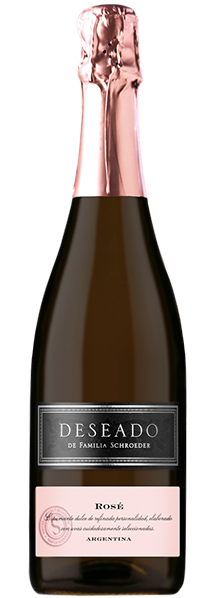 DESEADO
DE FAMILIA SCHROEDER
ROSÉ
Espumante dulce de refinada personalidad, elaborado
con uvas cuidadosamente seleccionadas.
ARGENTINA